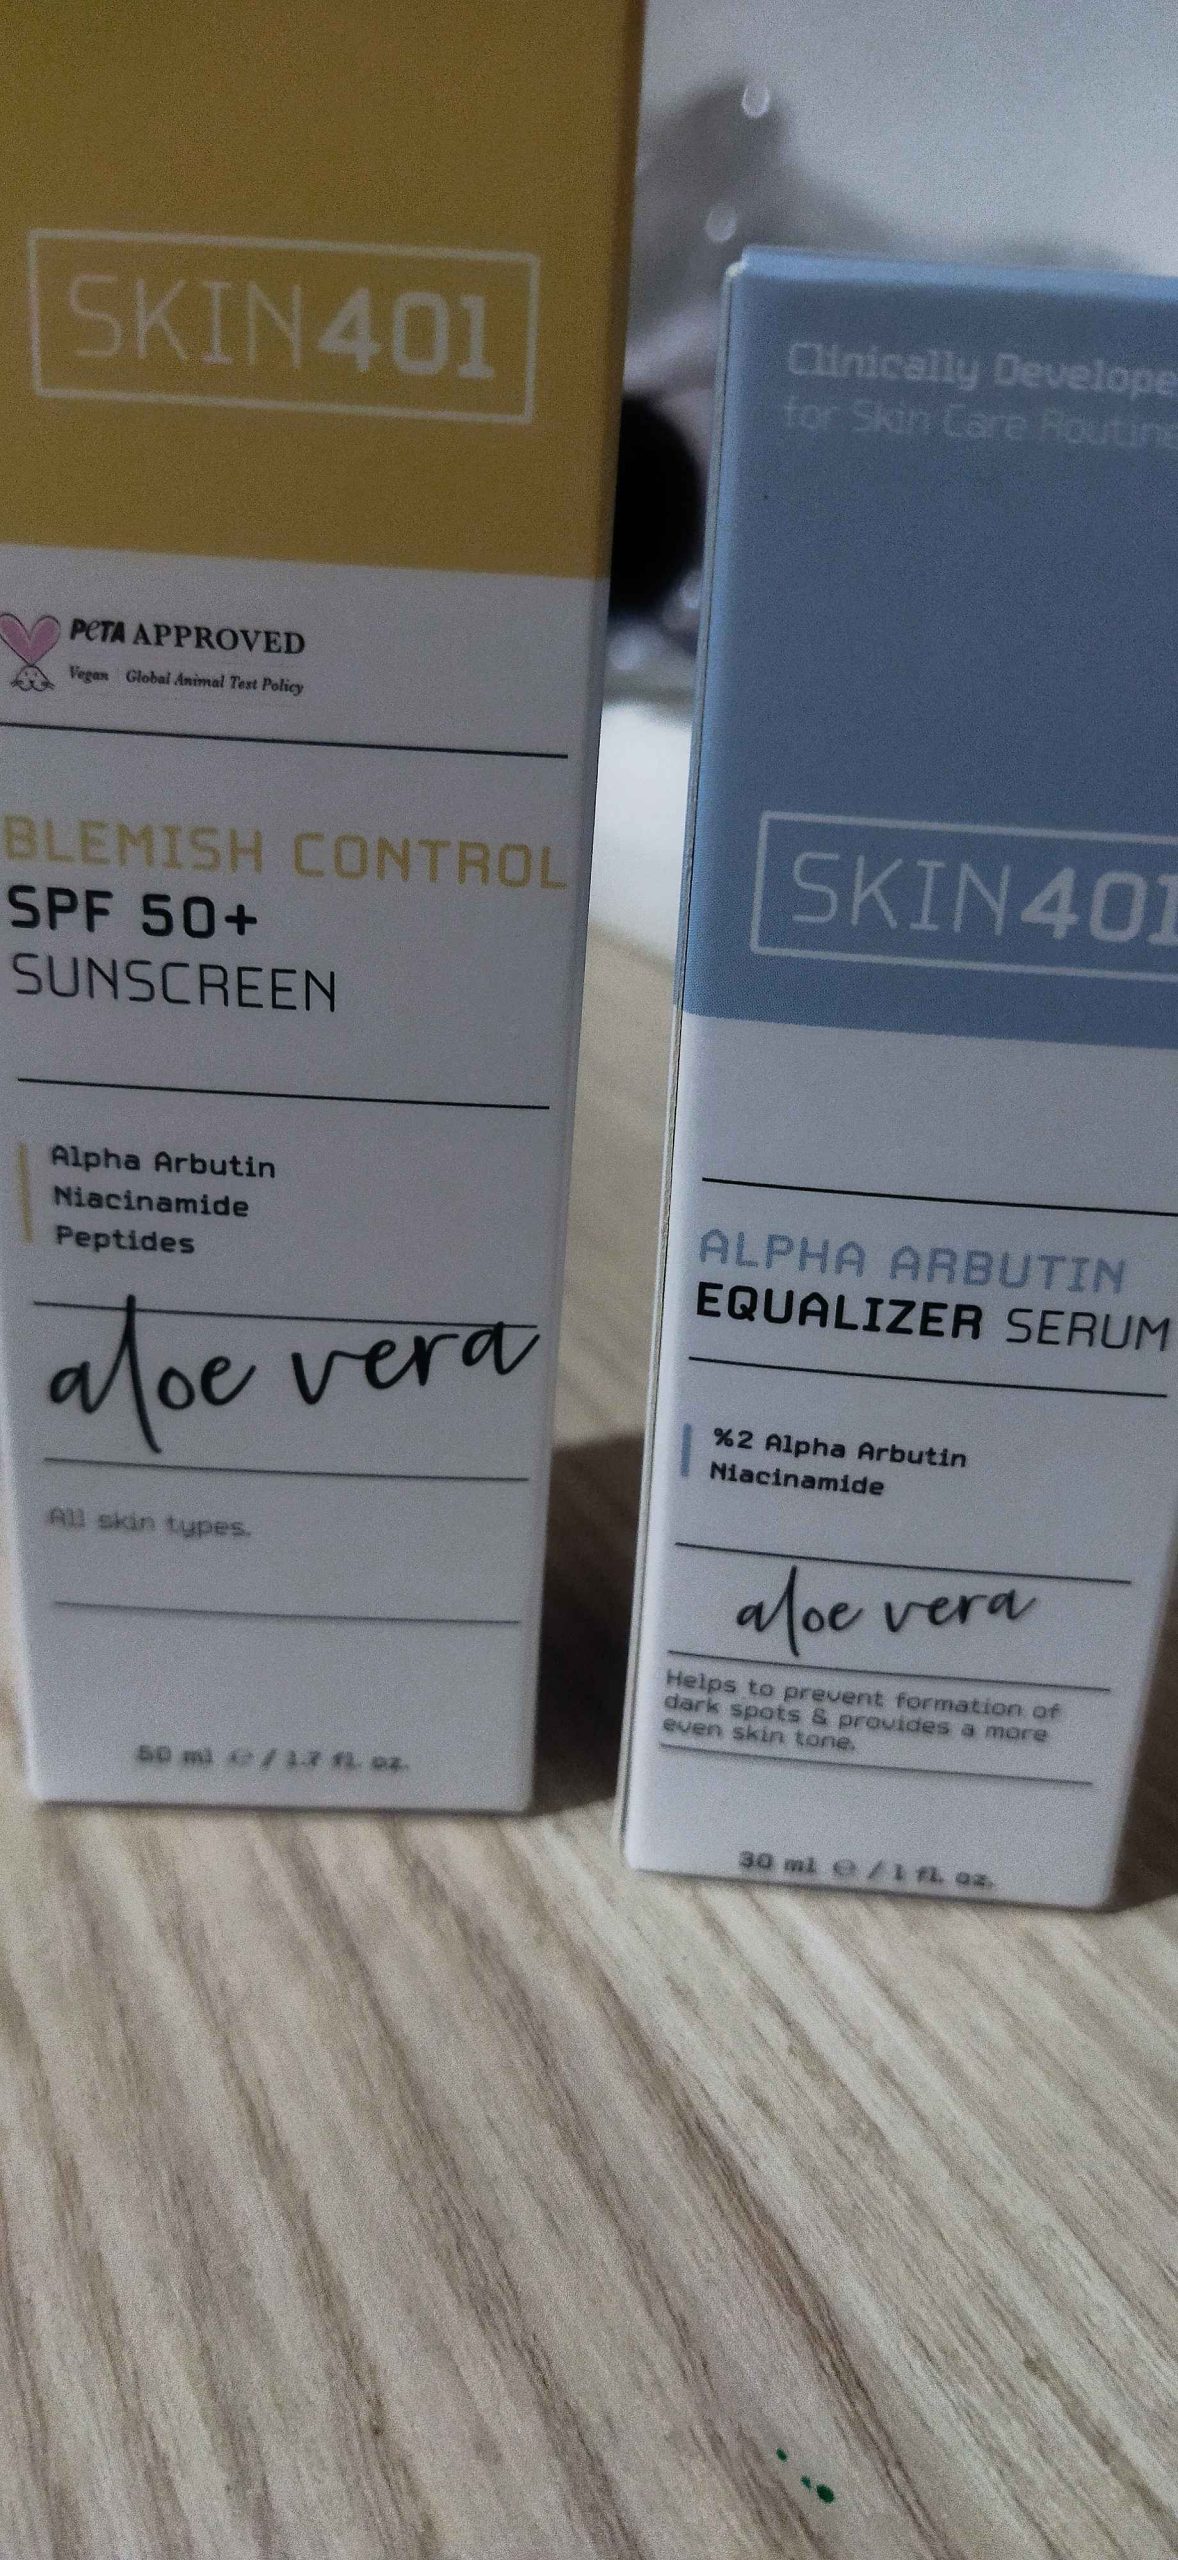 SKIN401
PETA APPROVED
Vegan Global Animal Test Policy
BLEMISH CONTROL
SPF 50+
SUNSCREEN
Alpha Arbutin
Niacinamide
Peptides
aloe vera
All skin types.
50 ml ℮ / 1.7 fl. oz.
Clinically Develope
for Skin Care Routine
SKIN401
ALPHA ARBUTIN
EQUALIZER SERUM
%2 Alpha Arbutin
Niacinamide
aloe vera
Helps to prevent formation of
dark spots & provides a more
even skin tone.
30 ml ℮ / 1 fl. oz.